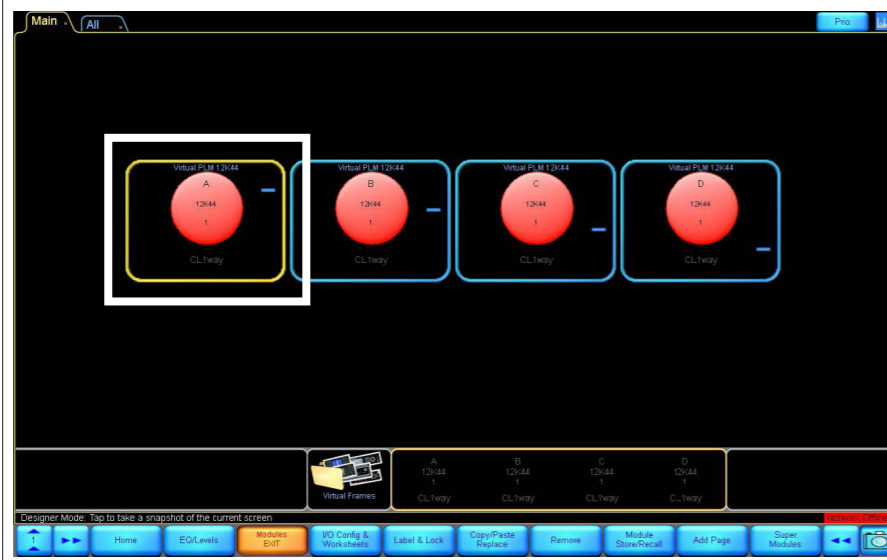 Main
All
Prio
Virtual PLM 12K44
A
12K44
1
CL1way
Virtual PLM 12K44
B
12K44
1
CL1way
Virtual PLM 12K44
C
12K44
1
CL1way
Virtual PLM 12K44
D
12K44
1
CL1way
Virtual Frames
A
12K44
1
CL1way
B
12K44
1
CL1way
C
12K44
1
CL1way
D
12K44
1
CL1way
Designer Mode: Tap to take a snapshot of the current screen
Network Offline
1
Home
EQ/Levels
Modules
EXIT
I/O Config &
Worksheets
Label & Lock
Copy/Paste
Replace
Remove
Module
Store/Recall
Add Page
Super
Modules